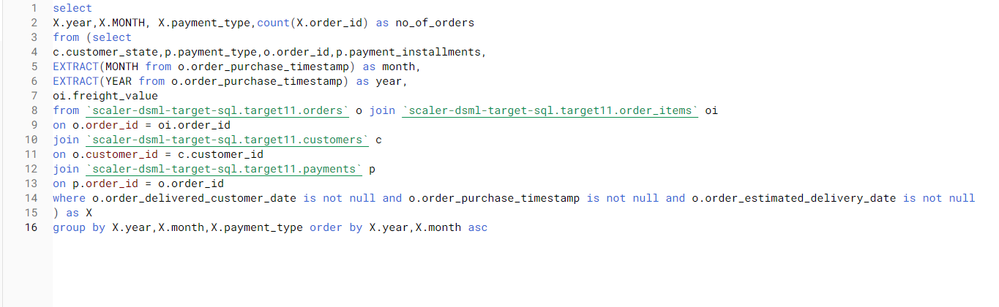 1 select
2 X.year,X.MONTH, X.payment_type,count(X.order_id) as no_of_orders
3 from (select
4 c.customer_state,p.payment_type,o.order_id,p.payment_installments,
5 EXTRACT(MONTH from o.order_purchase_timestamp) as month,
6 EXTRACT(YEAR from o.order_purchase_timestamp) as year,
7 oi.freight_value
8 from `scaler-dsml-target-sql.target11.orders` o join `scaler-dsml-target-sql.target11.order_items` oi
9 on o.order_id = oi.order_id
10 join `scaler-dsml-target-sql.target11.customers` c
11 on o.customer_id = c.customer_id
12 join `scaler-dsml-target-sql.target11.payments` p
13 on p.order_id = o.order_id
14 where o.order_delivered_customer_date is not null and o.order_purchase_timestamp is not null and o.order_estimated_delivery_date is not null
15 ) as X
16 group by X.year,X.month,X.payment_type order by X.year,X.month asc